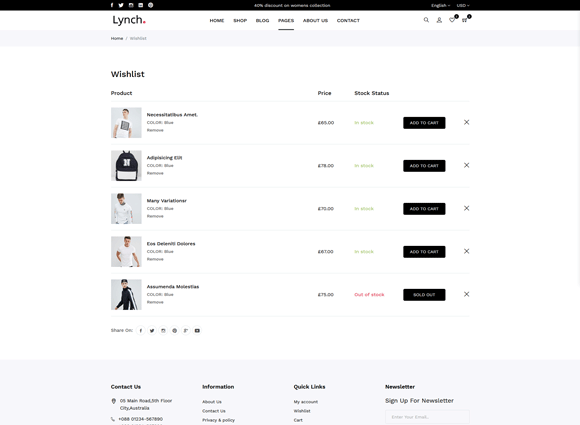 40% discount on womens collection
English
USD
Lynch.
HOME SHOP BLOG PAGES ABOUT US CONTACT
Home / Wishlist
Wishlist
Product Price Stock Status
Necessitatibus Amet.
COLOR: Blue
Remove
£65.00 In stock ADD TO CART
Adipisicing Elit
COLOR: Blue
Remove
£78.00 In stock ADD TO CART
Many Variationsr
COLOR: Blue
Remove
£70.00 In stock ADD TO CART
Eos Deleniti Dolores
COLOR: Blue
Remove
£67.00 In stock ADD TO CART
Assumenda Molestias
COLOR: Blue
Remove
£75.00 Out of stock SOLD OUT
Share On:
Contact Us
05 Main Road,5th Floor
City,Australia
+088 01234-567890
Information
About Us
Contact us
Privacy & policy
Quick Links
My account
Wishlist
Cart
Newsletter
Sign Up For Newsletter
Enter Your Email..